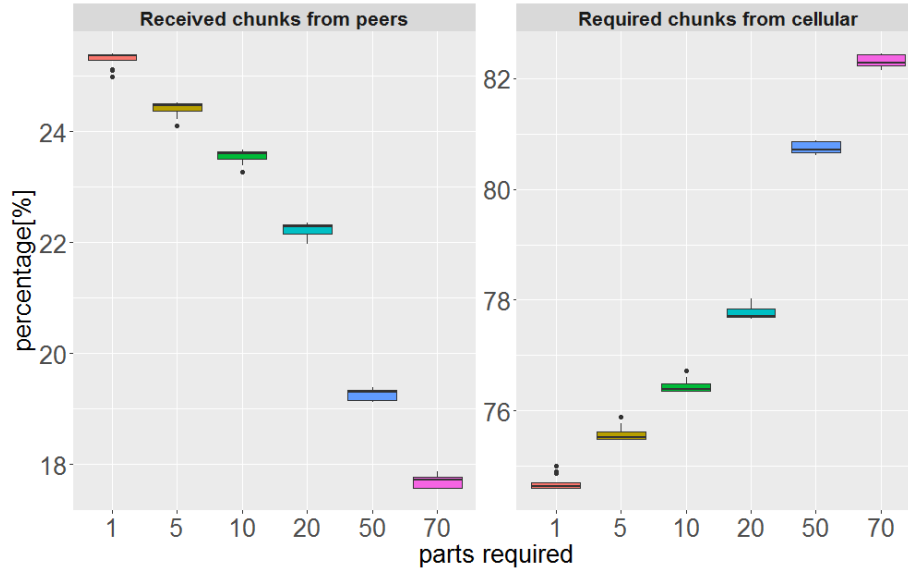 Received chunks from peers
Required chunks from cellular
percentage[%]
24
22
20
18
82
80
78
76
1 5 10 20 50 70
1 5 10 20 50 70
parts required